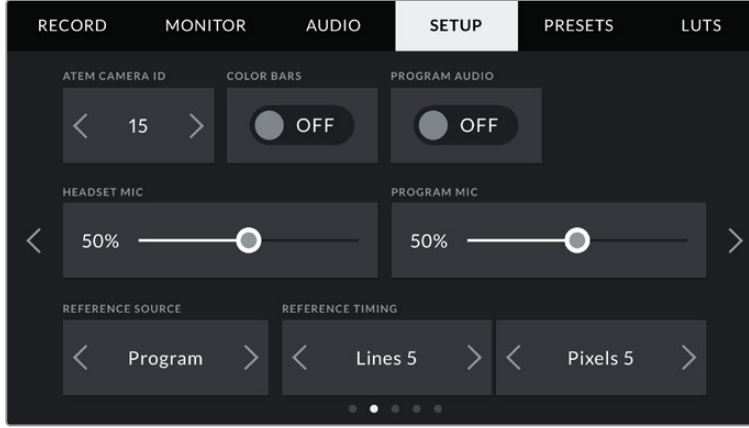 RECORD MONITOR AUDIO SETUP PRESETS LUTS
ATEM CAMERA ID COLOR BARS PROGRAM AUDIO
15 OFF OFF
HEADSET MIC PROGRAM MIC
50% 50%
REFERENCE SOURCE REFERENCE TIMING
Program Lines 5 Pixels 5